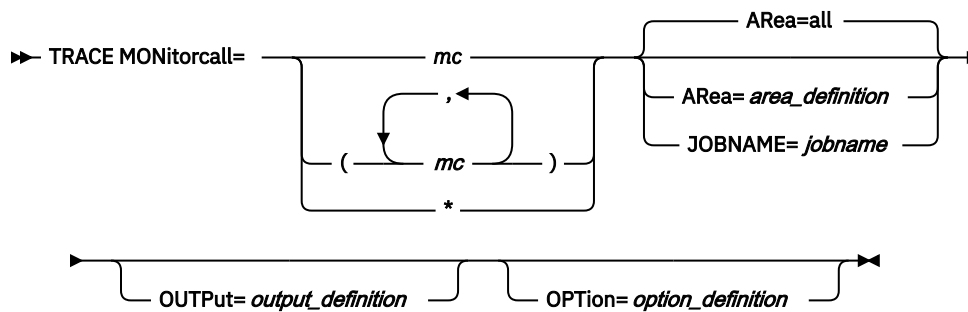 ARea=all
TRACE MONitorcall= mc
, 
ARea= area_definition
( mc )
JOBNAME= jobname
*
OUTPut= output_definition OPTion= option_definition